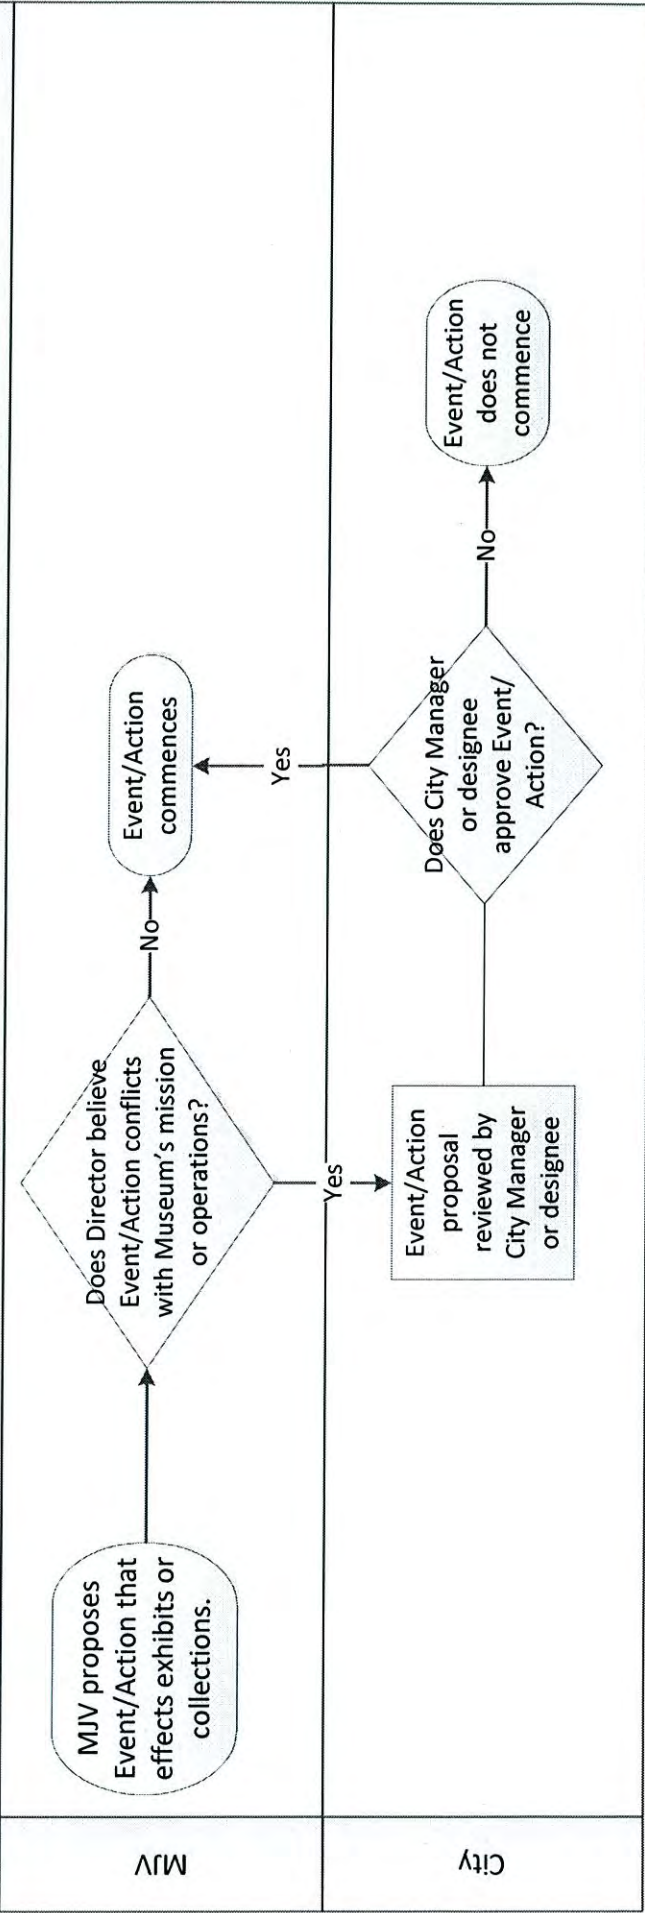 MJV
MJV proposes
Event/Action that
effects exhibits or
collections.
Does Director believe
Event/Action conflicts
with Museum's mission
or operations?
No
Event/Action
commences
Yes
Yes
City
Event/Action
proposal
reviewed by
City Manager
or designee
Does City Manager
or designee
approve Event/
Action?
No
Event/Action
does not
commence